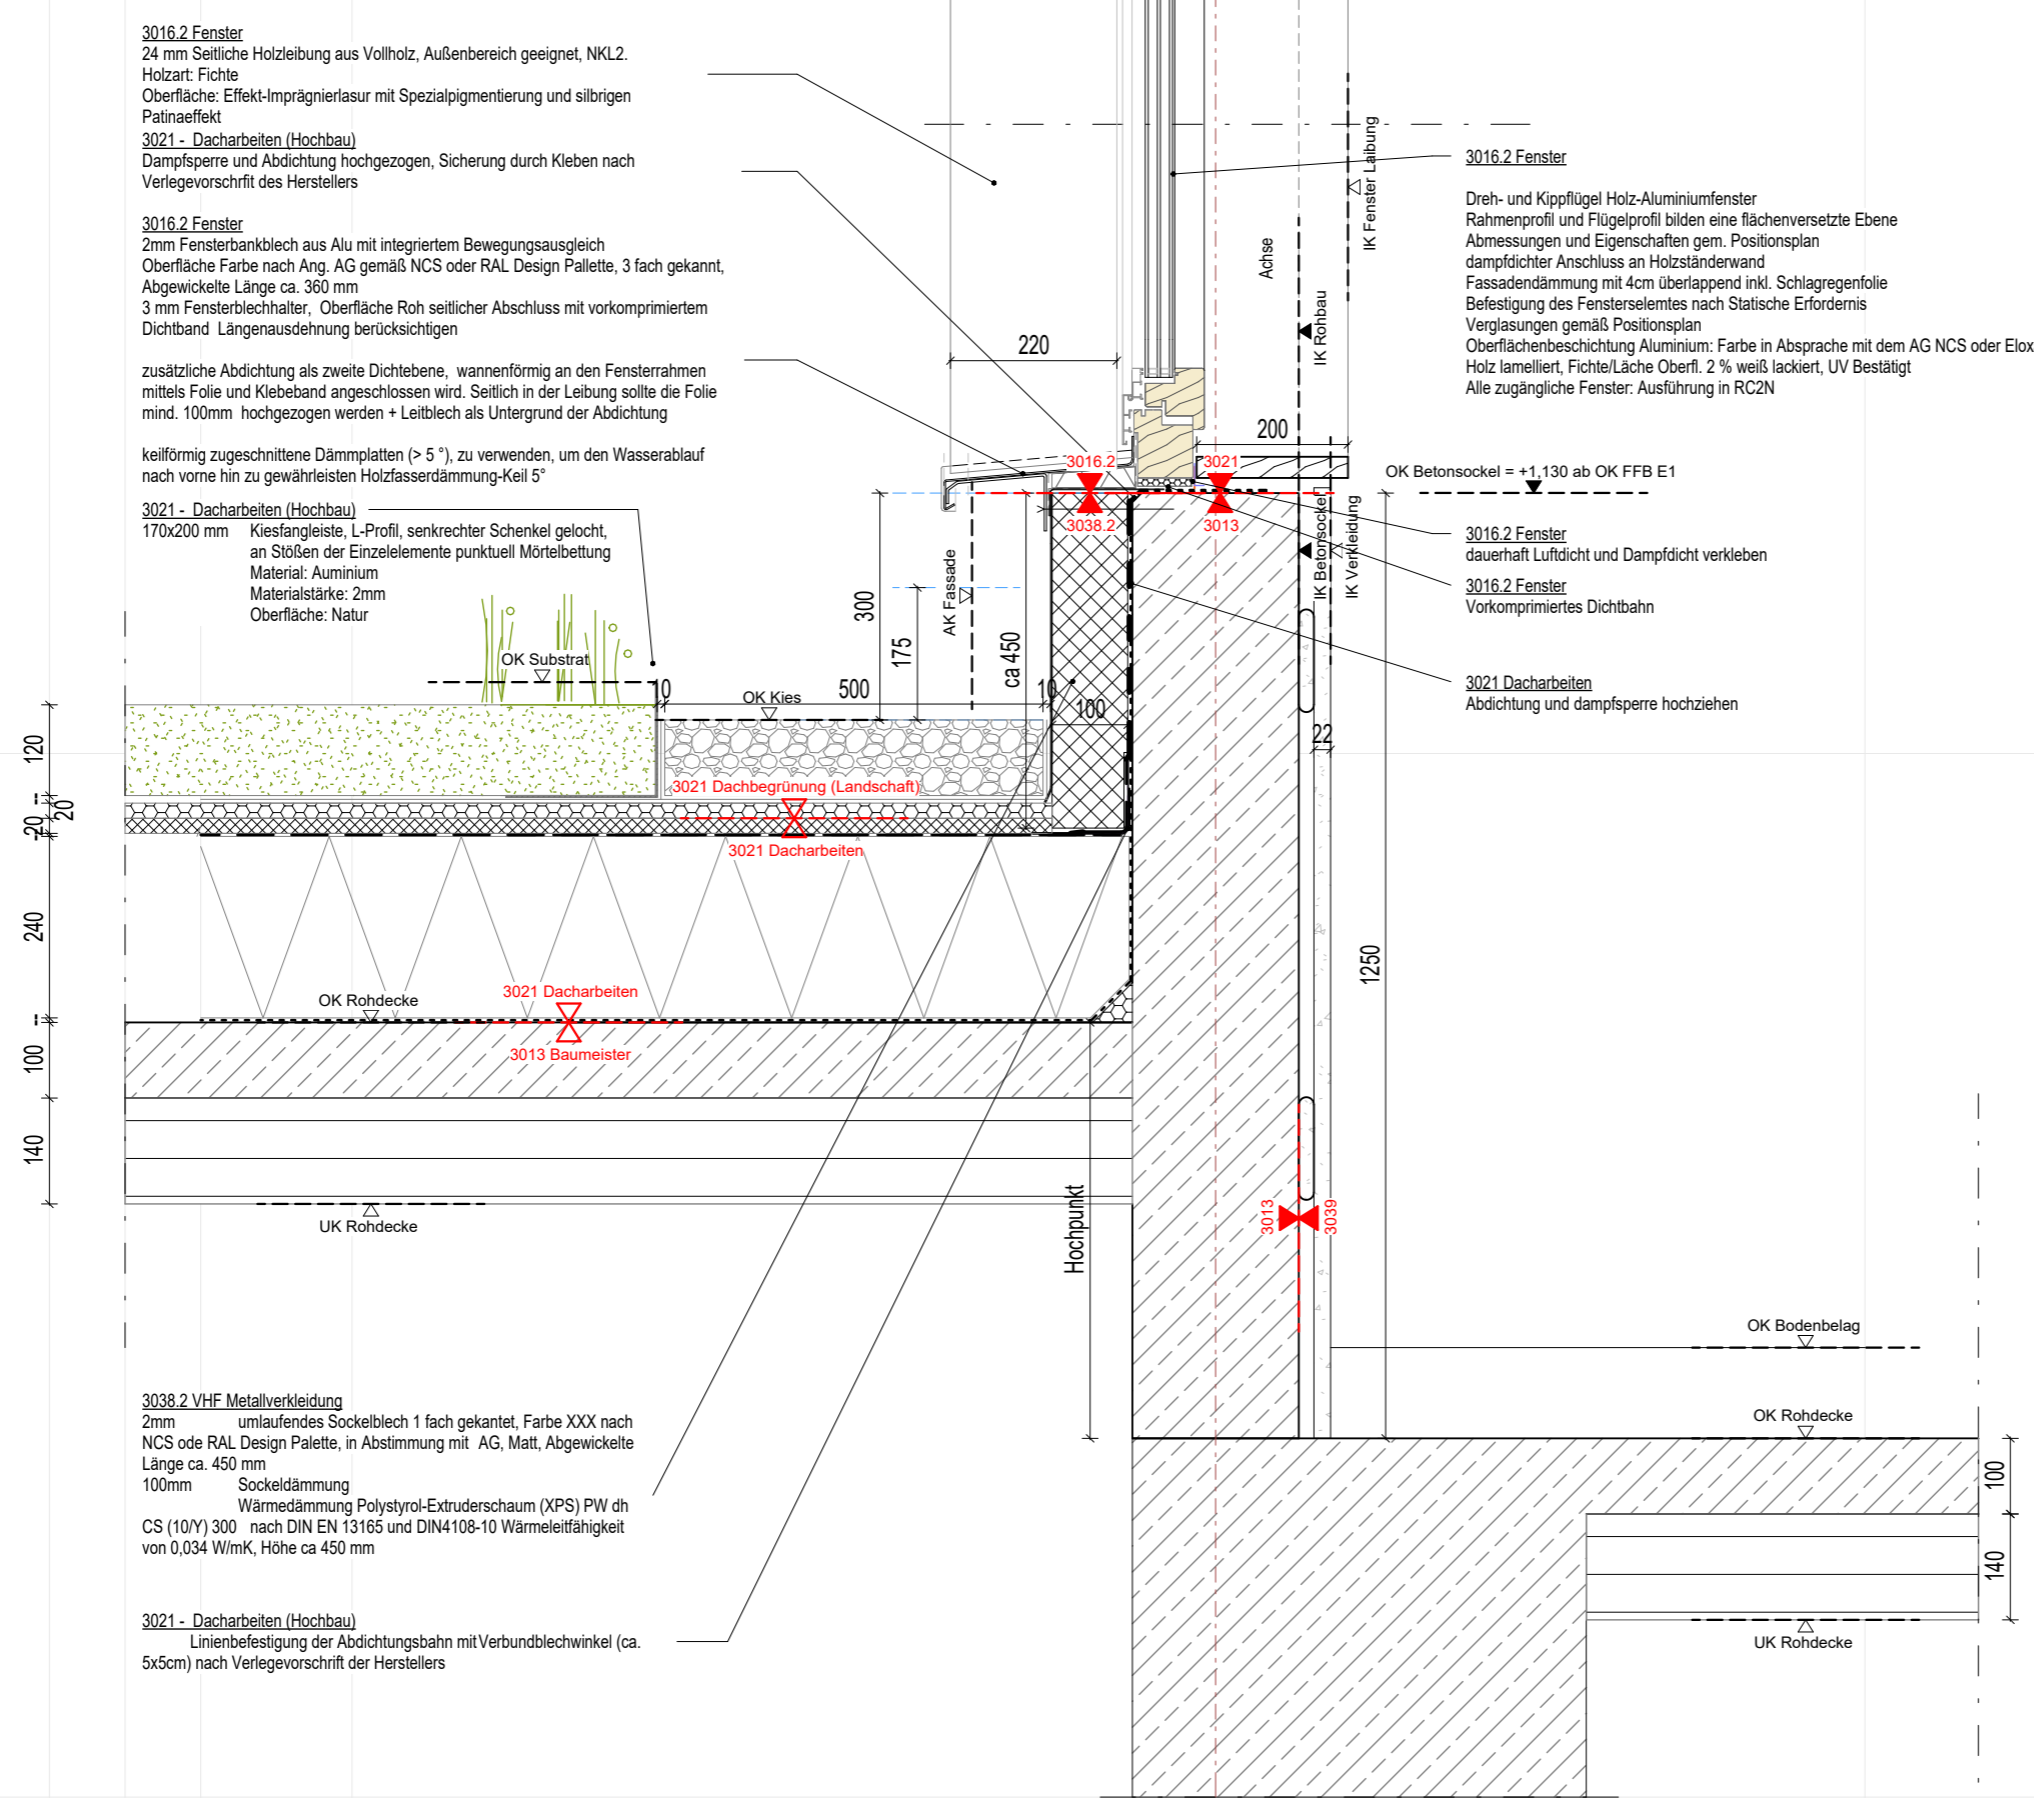 3016.2 Fenster
24 mm Seitliche Holzleibung aus Vollholz, Außenbereich geeignet, NKL2.
Holzart: Fichte
Oberfläche: Effekt-Imprägnierlasur mit Spezialpigmentierung und silbrigen
Patinaeffekt
3021 - Dacharbeiten (Hochbau)
Dampfsperre und Abdichtung hochgezogen, Sicherung durch Kleben nach
Verlegevorschrfit des Herstellers
3016.2 Fenster
2mm Fensterbankblech aus Alu mit integriertem Bewegungsausgleich
Oberfläche Farbe nach Ang. AG gemäß NCS oder RAL Design Pallette, 3 fach gekannt,
Abgewickelte Länge ca. 360 mm
3 mm Fensterblechhalter, Oberfläche Roh seitlicher Abschluss mit vorkomprimiertem
Dichtband Längenausdehnung berücksichtigen
zusätzliche Abdichtung als zweite Dichtebene, wannenförmig an den Fensterrahmen
mittels Folie und Klebeband angeschlossen wird. Seitlich in der Leibung sollte die Folie
mind. 100mm hochgezogen werden + Leitblech als Untergrund der Abdichtung
keilförmig zugeschnittene Dämmplatten (> 5 °), zu verwenden, um den Wasserablauf
nach vorne hin zu gewährleisten Holzfaserdämmung-Keil 5°
3021 - Dacharbeiten (Hochbau)
170x200 mm Kiesfangleiste, L-Profil, senkrechter Schenkel gelocht,
an Stößen der Einzelelemente punktuell Mörtelbettung
Material: Auminium
Materialstärke: 2mm
Oberfläche: Natur
3016.2 Fenster
Dreh- und Kippflügel Holz-Aluminiumfenster
Rahmenprofil und Flügelprofil bilden eine flächenversetzte Ebene
Abmessungen und Eigenschaften gem. Positionsplan
dampfdichter Anschluss an Holzständerwand
Fassadendämmung mit 4cm überlappend inkl. Schlagregenfolie
Befestigung des Fensterselemtes nach Statische Erfordernis
Verglasungen gemäß Positionsplan
Oberflächenbeschichtung Aluminium: Farbe in Absprache mit dem AG NCS oder Elox
Holz lamelliert, Fichte/Läche Oberfl. 2 % weiß lackiert, UV Bestätigt
Alle zugängliche Fenster: Ausführung in RC2N
IK Fenster Laibung
Achse
IK Rohbau
220
200
3016.2
3021
3038.2
3013
OK Betonsockel = +1,130 ab OK FFB E1
IK Betonsockel
IK Verkleidung
3016.2 Fenster
dauerhaft Luftdicht und Dampfdicht verkleben
3016.2 Fenster
Vorkomprimiertes Dichtbahn
3021 Dacharbeiten
Abdichtung und dampfsperre hochziehen
AK Fassade
300
175
ca 450
OK Substrat
10
500
10
OK Kies
100
22
120
20
20
240
100
140
3021 Dachbegrünung (Landschaft)
3021 Dacharbeiten
OK Rohdecke
3021 Dacharbeiten
3013 Baumeister
UK Rohdecke
Hochpunkt
1250
3013
3039
OK Bodenbelag
OK Rohdecke
100
140
UK Rohdecke
3038.2 VHF Metallverkleidung
2mm umlaufendes Sockelblech 1 fach gekantet, Farbe XXX nach
NCS ode RAL Design Palette, in Abstimmung mit AG, Matt, Abgewickelte
Länge ca. 450 mm
100mm Sockeldämmung
Wärmedämmung Polystyrol-Extruderschaum (XPS) PW dh
CS (10/Y) 300 nach DIN EN 13165 und DIN4108-10 Wärmeleitfähigkeit
von 0,034 W/mK, Höhe ca 450 mm
3021 - Dacharbeiten (Hochbau)
Linienbefestigung der Abdichtungsbahn mit Verbundblechwinkel (ca.
5x5cm) nach Verlegevorschrift der Herstellers